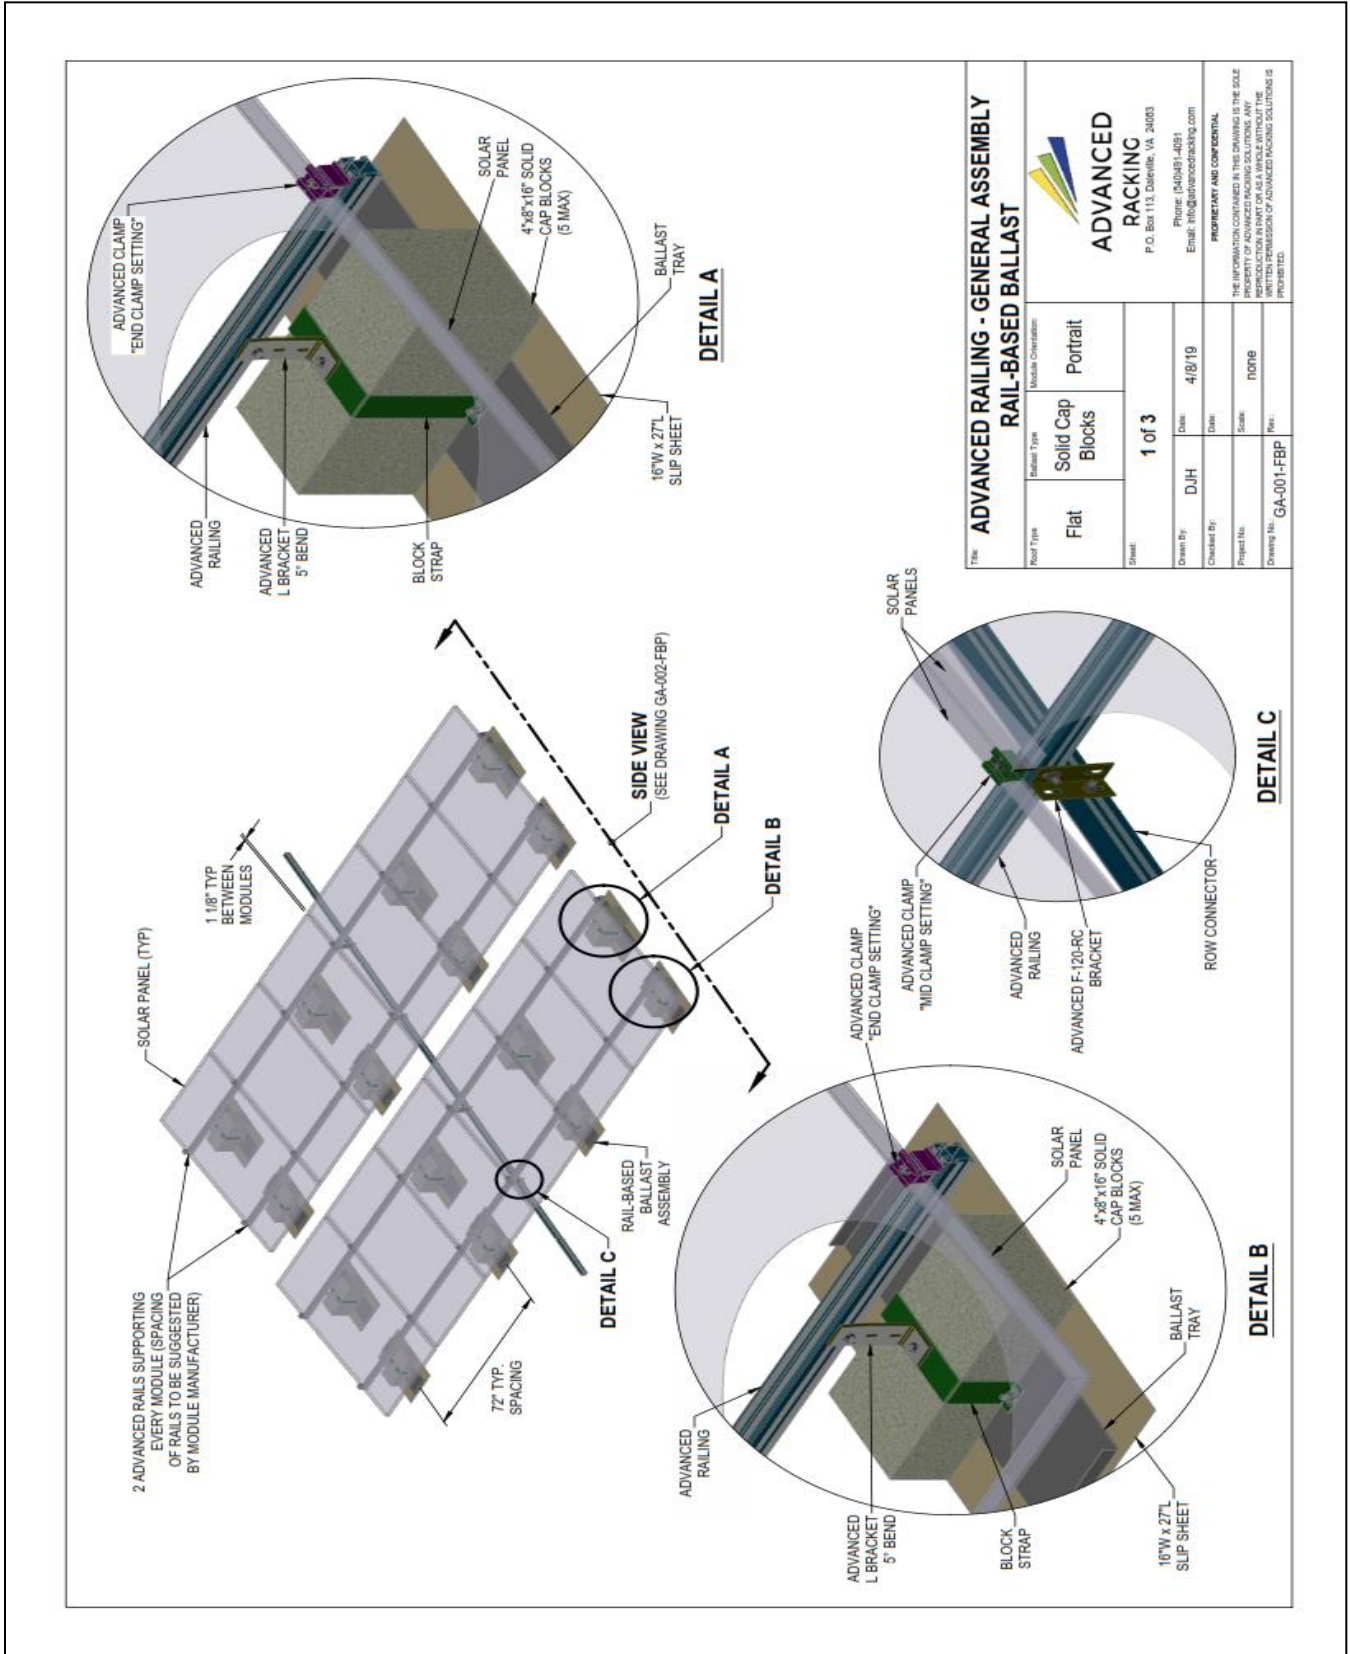 2 ADVANCED RAILS SUPPORTING
EVERY MODULE (SPACING
OF RAILS TO BE SUGGESTED
BY MODULE MANUFACTURER)
SOLAR PANEL (TYP)
1 1/8" TYP
BETWEEN
MODULES
72" TYP.
SPACING
DETAIL C
RAIL-BASED
BALLAST
ASSEMBLY
SIDE VIEW
(SEE DRAWING GA-002-FBP)
DETAIL A
DETAIL B
ADVANCED CLAMP
"END CLAMP SETTING"
ADVANCED
RAILING
ADVANCED
L BRACKET
5" BEND
BLOCK
STRAP
SOLAR
PANEL
4"x8"x16" SOLID
CAP BLOCKS
(5 MAX)
BALLAST
TRAY
16"W x 27"L
SLIP SHEET
DETAIL A
ADVANCED
RAILING
ADVANCED
L BRACKET
5" BEND
BLOCK
STRAP
16"W x 27"L
SLIP SHEET
ADVANCED CLAMP
"END CLAMP SETTING"
SOLAR
PANEL
4"x8"x16" SOLID
CAP BLOCKS
(5 MAX)
BALLAST
TRAY
DETAIL B
SOLAR
PANELS
ADVANCED CLAMP
"MID CLAMP SETTING"
ADVANCED
RAILING
ADVANCED F-120-RC
BRACKET
ROW CONNECTOR
DETAIL C
Title:
ADVANCED RAILING - GENERAL ASSEMBLY
RAIL-BASED BALLAST
Roof Type
Flat
Ballast Type
Solid Cap
Blocks
Module Orientation:
Portrait
Sheet:
1 of 3
Drawn By:
DJH
Date:
4/8/19
Checked By:
Date:
Project No.
Scale:
none
Drawing No.:
GA-001-FBP
Rev.:
ADVANCED
RACKING
P.O. Box 113, Daleville, VA 24083
Phone: (540)491-4091
Email: info@advancedracking.com
PROPRIETARY AND CONFIDENTIAL
THE INFORMATION CONTAINED IN THIS DRAWING IS THE SOLE
PROPERTY OF ADVANCED RACKING SOLUTIONS. ANY
REPRODUCTION IN PART OR AS A WHOLE WITHOUT THE
WRITTEN PERMISSION OF ADVANCED RACKING SOLUTIONS IS
PROHIBITED.